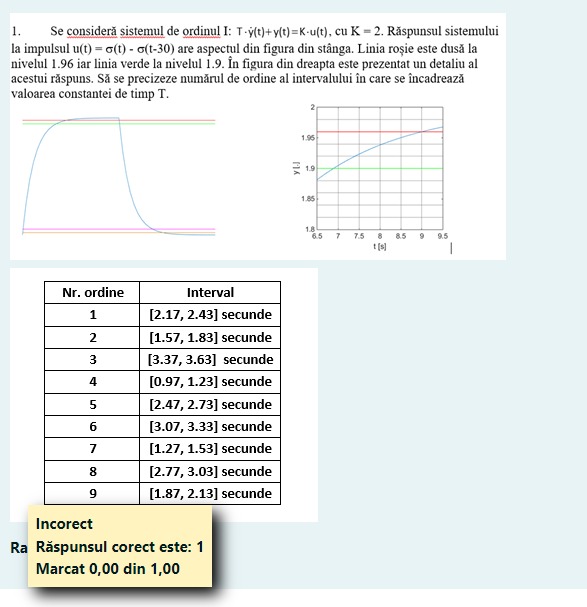 1. Se consideră sistemul de ordinul I: T·ẏ(t)+y(t)=K·u(t), cu K = 2. Răspunsul sistemului
la impulsul u(t) = σ(t) - σ(t-30) are aspectul din figura din stânga. Linia roșie este dusă la
nivelul 1.96 iar linia verde la nivelul 1.9. În figura din dreapta este prezentat un detaliu al
acestui răspuns. Să se precizeze numărul de ordine al intervalului în care se încadrează
valoarea constantei de timp T.
2
1.95
1.9
1.85
1.8
y [-]
6.5 7 7.5 8 8.5 9 9.5
t [s]
Nr. ordine Interval
1 [2.17, 2.43] secunde
2 [1.57, 1.83] secunde
3 [3.37, 3.63] secunde
4 [0.97, 1.23] secunde
5 [2.47, 2.73] secunde
6 [3.07, 3.33] secunde
7 [1.27, 1.53] secunde
8 [2.77, 3.03] secunde
9 [1.87, 2.13] secunde
Incorect
Ra Răspunsul corect este: 1
Marcat 0,00 din 1,00